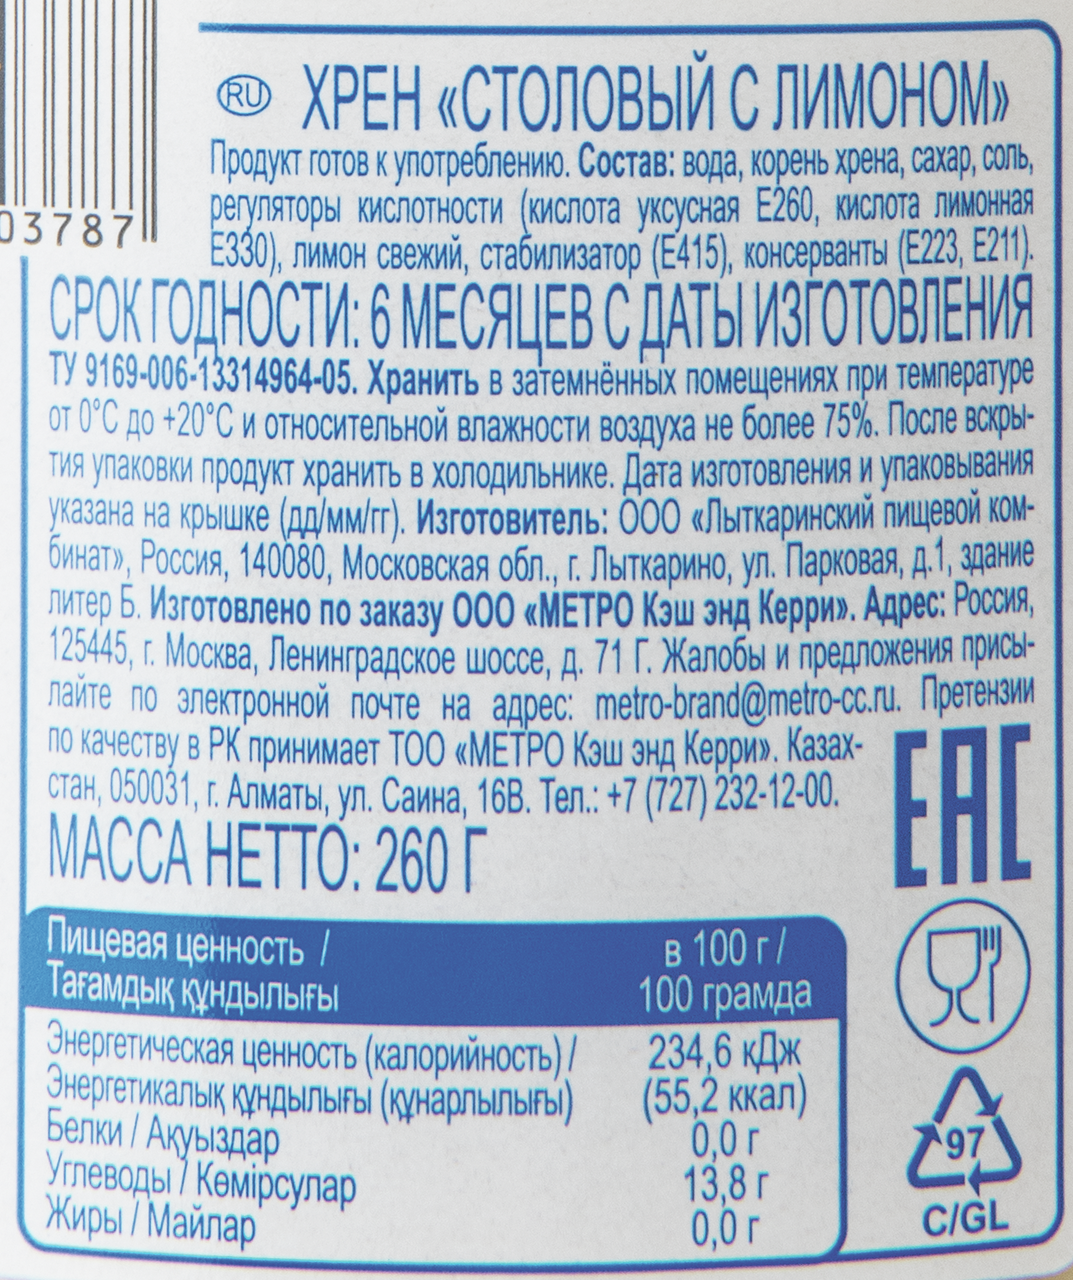 03787
RU ХРЕН «СТОЛОВЫЙ С ЛИМОНОМ»
Продукт готов к употреблению. Состав: вода, корень хрена, сахар, соль,
регуляторы кислотности (кислота уксусная Е260, кислота лимонная
Е330), лимон свежий, стабилизатор (Е415), консерванты (Е223, Е211).
СРОК ГОДНОСТИ: 6 МЕСЯЦЕВ С ДАТЫ ИЗГОТОВЛЕНИЯ
ТУ 9169-006-13314964-05. Хранить в затемнённых помещениях при температуре
от 0°С до +20°С и относительной влажности воздуха не более 75%. После вскры-
тия упаковки продукт хранить в холодильнике. Дата изготовления и упаковывания
указана на крышке (дд/мм/гг). Изготовитель: ООО «Лыткаринский пищевой ком-
бинат», Россия, 140080, Московская обл., г. Лыткарино, ул. Парковая, д.1, здание
литер Б. Изготовлено по заказу ООО «МЕТРО Кэш энд Керри». Адрес: Россия,
125445, г. Москва, Ленинградское шоссе, д. 71 Г. Жалобы и предложения присы-
лайте по электронной почте на адрес: metro-brand@metro-cc.ru. Претензии
по качеству в РК принимает ТОО «МЕТРО Кэш энд Керри». Казах-
стан, 050031, г. Алматы, ул. Саина, 16В. Тел.: +7 (727) 232-12-00.
EAC
МАССА НЕТТО: 260 Г
Пищевая ценность / в 100 г /
Тағамдық құндылығы 100 грамда
Энергетическая ценность (калорийность) / 234,6 кДж
Энергетикалық құндылығы (құнарлылығы) (55,2 ккал)
Белки / Ақуыздар 0,0 г
Углеводы / Көмірсулар 13,8 г
Жиры / Майлар 0,0 г
97
C/GL